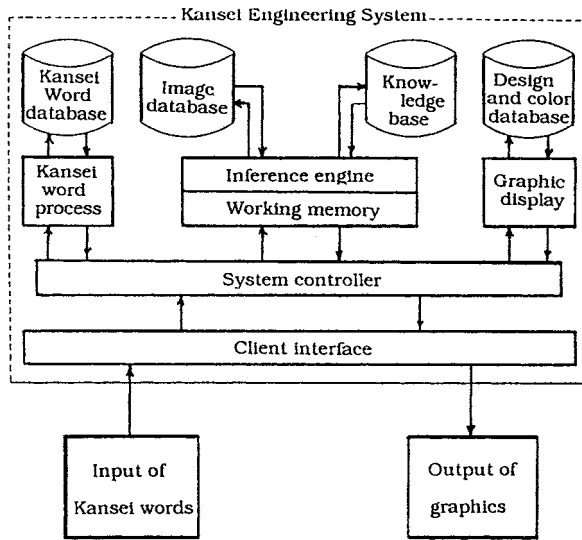 Kansei Engineering System
Kansei
Word
database
Image
database
Know-
ledge
base
Design
and color
database
Kansei
word
process
Inference engine
Working memory
Graphic
display
System controller
Client interface
Input of
Kansei words
Output of
graphics